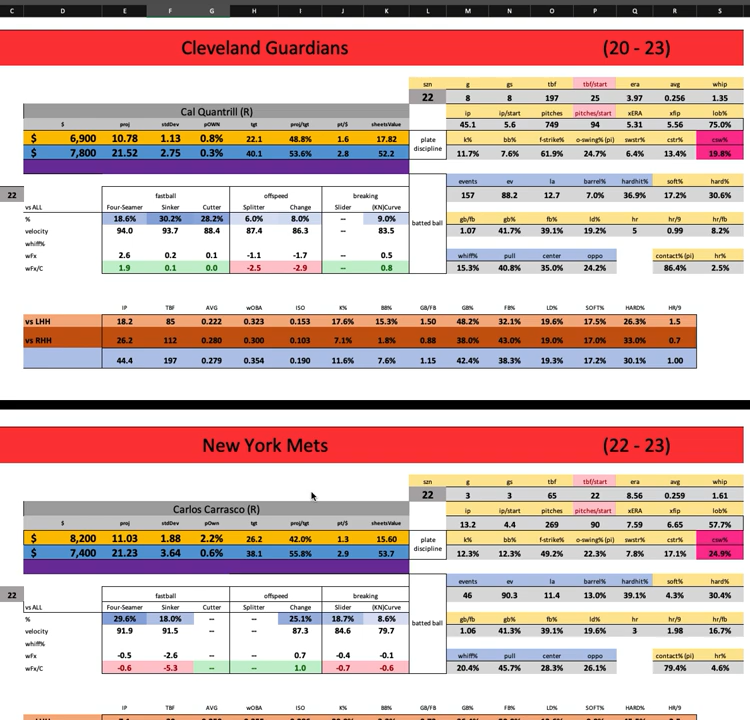 C D E F G H I J K L M N O P Q R S
Cleveland Guardians (20 - 23)
szn g gs tbf tbf/start era avg whip
22 8 8 197 25 3.97 0.256 1.35
Cal Quantrill (R) ip ip/start pitches pitches/start xERA xfip lob%
$ proj stdDev pOWN tgt proj/tgt pt/$ sheetsValue 45.1 5.6 749 94 5.31 5.56 75.0%
$ 6,900 10.78 1.13 0.8% 22.1 48.8% 1.6 17.82 plate discipline k% bb% f-strike% o-swing% (pi) swstr% cstr% csw%
$ 7,800 21.52 2.75 0.3% 40.1 53.6% 2.8 52.2 11.7% 7.6% 61.9% 24.7% 6.4% 13.4% 19.8%
events ev la barrel% hardhit% soft% hard%
22 fastball offspeed breaking 157 88.2 12.7 7.0% 36.9% 17.2% 30.6%
vs ALL Four-Seamer Sinker Cutter Splitter Change Slider (KN)Curve
% 18.6% 30.2% 28.2% 6.0% 8.0% -- 9.0% batted ball gb/fb gb% fb% ld% hr hr/9 hr/fb
velocity 94.0 93.7 88.4 87.4 86.3 -- 83.5 1.07 41.7% 39.1% 19.2% 5 0.99 8.2%
whiff%
wFx 2.6 0.2 0.1 -1.1 -1.7 -- 0.5 whiff% pull center oppo contact% (pi) hr%
wFx/C 1.9 0.1 0.0 -2.5 -2.9 -- 0.8 15.3% 40.8% 35.0% 24.2% 86.4% 2.5%
IP TBF AVG wOBA ISO K% BB% GB/FB GB% FB% LD% SOFT% HARD% HR/9
vs LHH 18.2 85 0.222 0.323 0.153 17.6% 15.3% 1.50 48.2% 32.1% 19.6% 17.5% 26.3% 1.5
vs RHH 26.2 112 0.280 0.300 0.103 7.1% 1.8% 0.88 38.0% 43.0% 19.0% 17.0% 33.0% 0.7
44.4 197 0.279 0.354 0.190 11.6% 7.6% 1.15 42.4% 38.3% 19.3% 17.2% 30.1% 1.00
New York Mets (22 - 23)
szn g gs tbf tbf/start era avg whip
22 3 3 65 22 8.56 0.259 1.61
Carlos Carrasco (R) ip ip/start pitches pitches/start xERA xfip lob%
$ proj stdDev pOwn tgt proj/tgt pt/$ sheetsValue 13.2 4.4 269 90 7.59 6.65 57.7%
$ 8,200 11.03 1.88 2.2% 26.2 42.0% 1.3 15.60 plate discipline k% bb% f-strike% o-swing% (pi) swstr% cstr% csw%
$ 7,400 21.23 3.64 0.6% 38.1 55.8% 2.9 53.7 12.3% 12.3% 49.2% 22.3% 7.8% 17.1% 24.9%
events ev la barrel% hardhit% soft% hard%
22 fastball offspeed breaking 46 90.3 11.4 13.0% 39.1% 4.3% 30.4%
vs ALL Four-Seamer Sinker Cutter Splitter Change Slider (KN)Curve
% 29.6% 18.0% -- -- 25.1% 18.7% 8.6% batted ball gb/fb gb% fb% ld% hr hr/9 hr/fb
velocity 91.9 91.5 -- -- 87.3 84.6 79.7 1.06 41.3% 39.1% 19.6% 3 1.98 16.7%
whiff%
wFx -0.5 -2.6 -- -- 0.7 -0.4 -0.1 whiff% pull center oppo contact% (pi) hr%
wFx/C -0.6 -5.3 -- -- 1.0 -0.7 -0.6 20.4% 45.7% 28.3% 26.1% 79.4% 4.6%
IP TBF AVG wOBA ISO K% BB% GB/FB GB% FB% LD% SOFT% HARD% HR/9